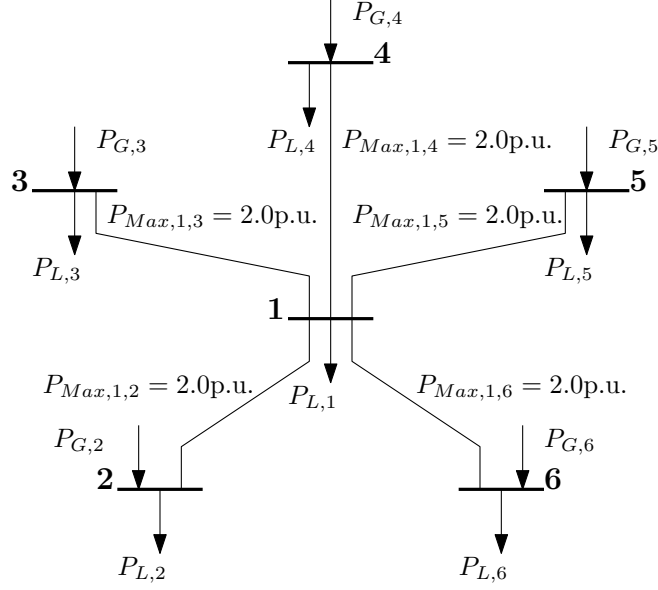 P_{G,4}
4
P_{L,4}
P_{Max,1,4} = 2.0p.u.
P_{G,3}
P_{G,5}
3
5
P_{Max,1,3} = 2.0p.u.
P_{Max,1,5} = 2.0p.u.
P_{L,3}
P_{L,5}
1
P_{L,1}
P_{Max,1,2} = 2.0p.u.
P_{Max,1,6} = 2.0p.u.
P_{G,2}
P_{G,6}
2
6
P_{L,2}
P_{L,6}